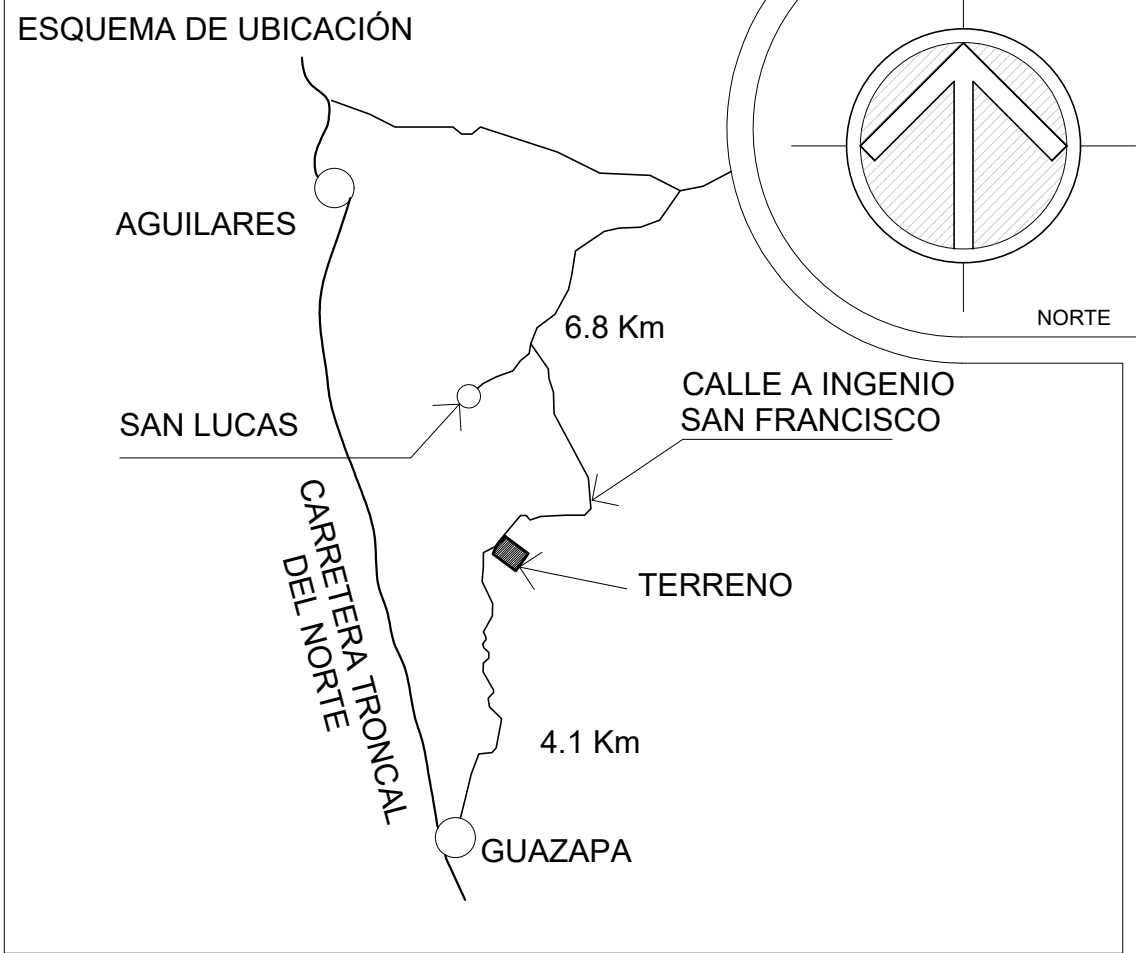 ESQUEMA DE UBICACIÓN
AGUILARES
NORTE
6.8 Km
CALLE A INGENIO
SAN FRANCISCO
SAN LUCAS
CARRETERA TRONCAL
DEL NORTE
TERRENO
4.1 Km
GUAZAPA